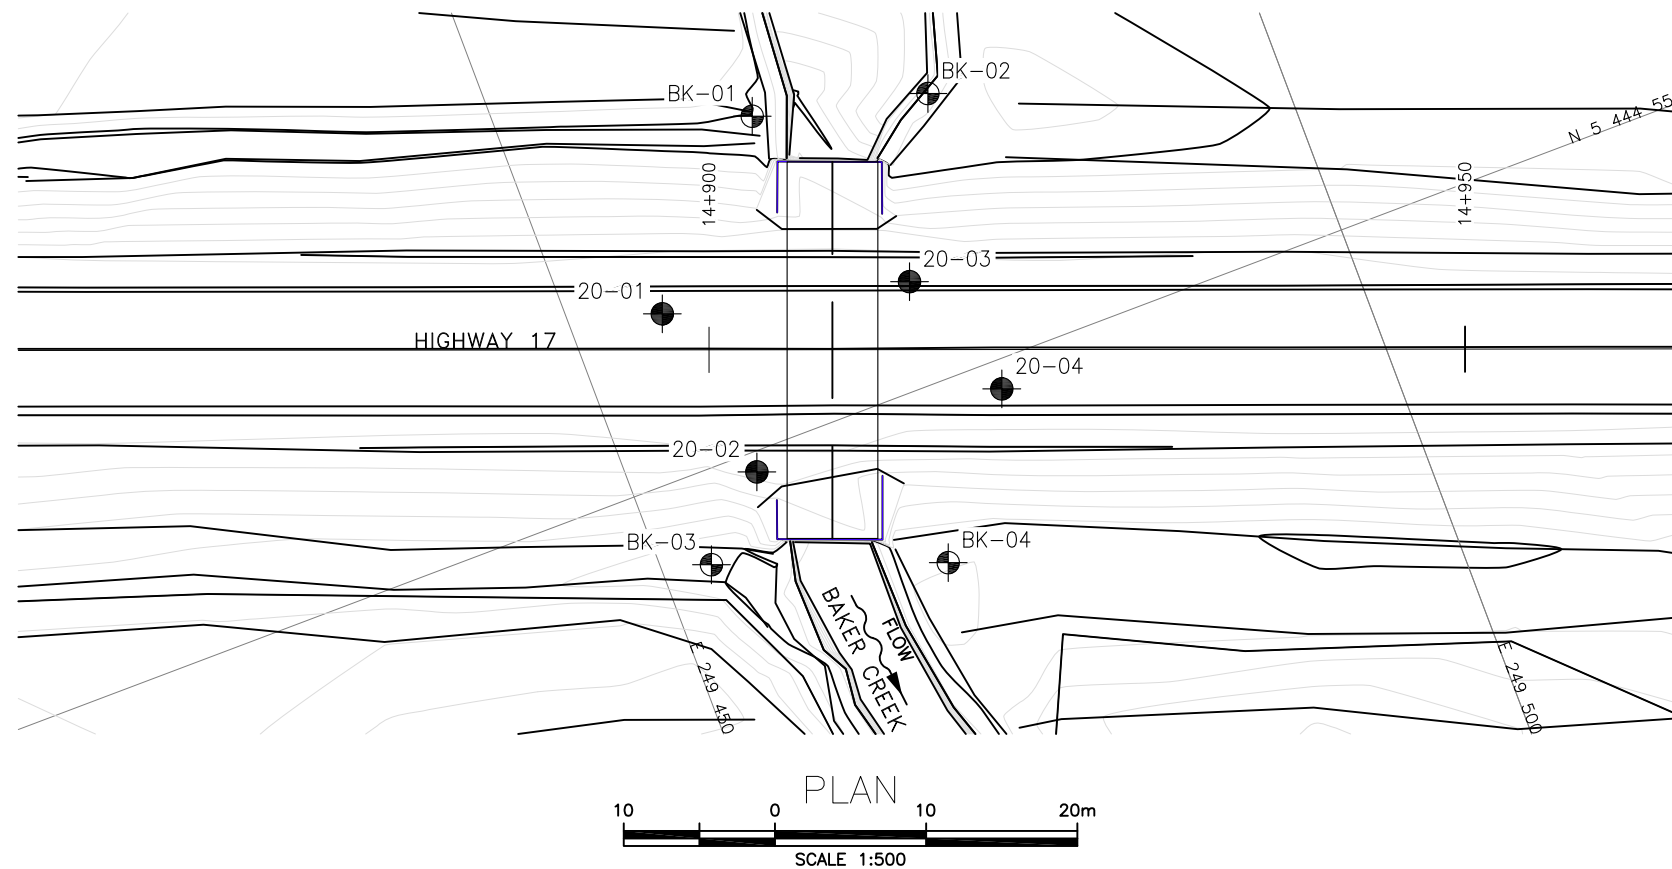 BK-02
BK-01
N 5 444 55
14+900
14+950
20-03
20-01
HIGHWAY 17
20-04
20-02
BK-03
BK-04
BAKER CREEK
FLOW
E 249 450
E 249 500
PLAN
10 0 10 20m
SCALE 1:500